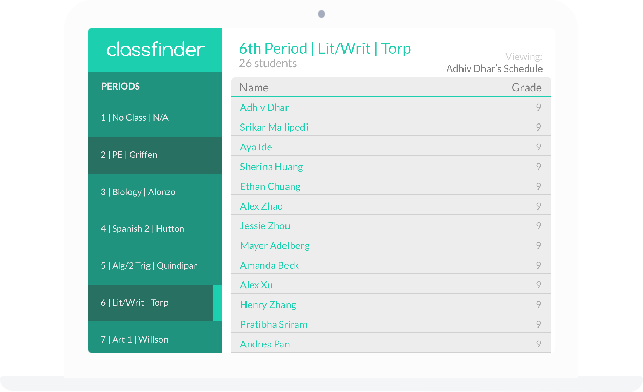 classfinder
PERIODS
1 | No Class | N/A
2 | PE | Griffen
3 | Biology | Alonzo
4 | Spanish 2 | Hutton
5 | Alg/2 Trig | Quindipan
6 | Lit/Writ | Torp
7 | Art 1 | Willson
6th Period | Lit/Writ | Torp
26 students
Viewing:
Adhiv Dhar's Schedule
Name Grade
Adhiv Dhar 9
Srikar Mallipedi 9
Ayo Ide 9
Sherina Huang 9
Ethan Chuang 9
Alex Zhao 9
Jessie Zhou 9
Mayer Adelberg 9
Amanda Beck 9
Alex Xu 9
Henry Zhang 9
Pratibha Sriram 9
Andrea Pan 9